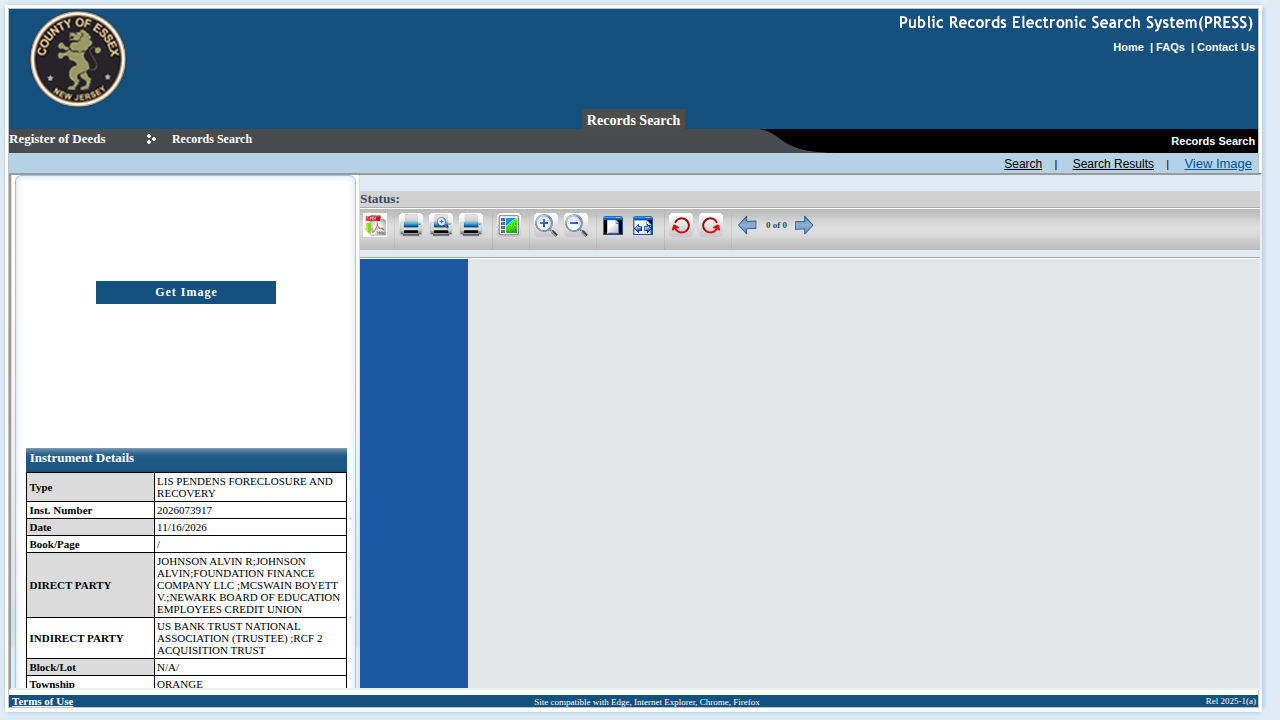 COUNTY OF ESSEX
NEW JERSEY
Public Records Electronic Search System(PRESS)
Home | FAQs | Contact Us
Records Search
Register of Deeds Records Search
Records Search
Search | Search Results | View Image
Status:
0 of 0
Get Image
Instrument Details
Type LIS PENDENS FORECLOSURE AND
RECOVERY
Inst. Number 2026073917
Date 11/16/2026
Book/Page /
DIRECT PARTY JOHNSON ALVIN R;JOHNSON
ALVIN;FOUNDATION FINANCE
COMPANY LLC ;MCSWAIN BOYETT
V.;NEWARK BOARD OF EDUCATION
EMPLOYEES CREDIT UNION
INDIRECT PARTY US BANK TRUST NATIONAL
ASSOCIATION (TRUSTEE) ;RCF 2
ACQUISITION TRUST
Block/Lot N/A/
Township ORANGE
Terms of Use Site compatible with Edge, Internet Explorer, Chrome, Firefox Rel 2025-1(a)